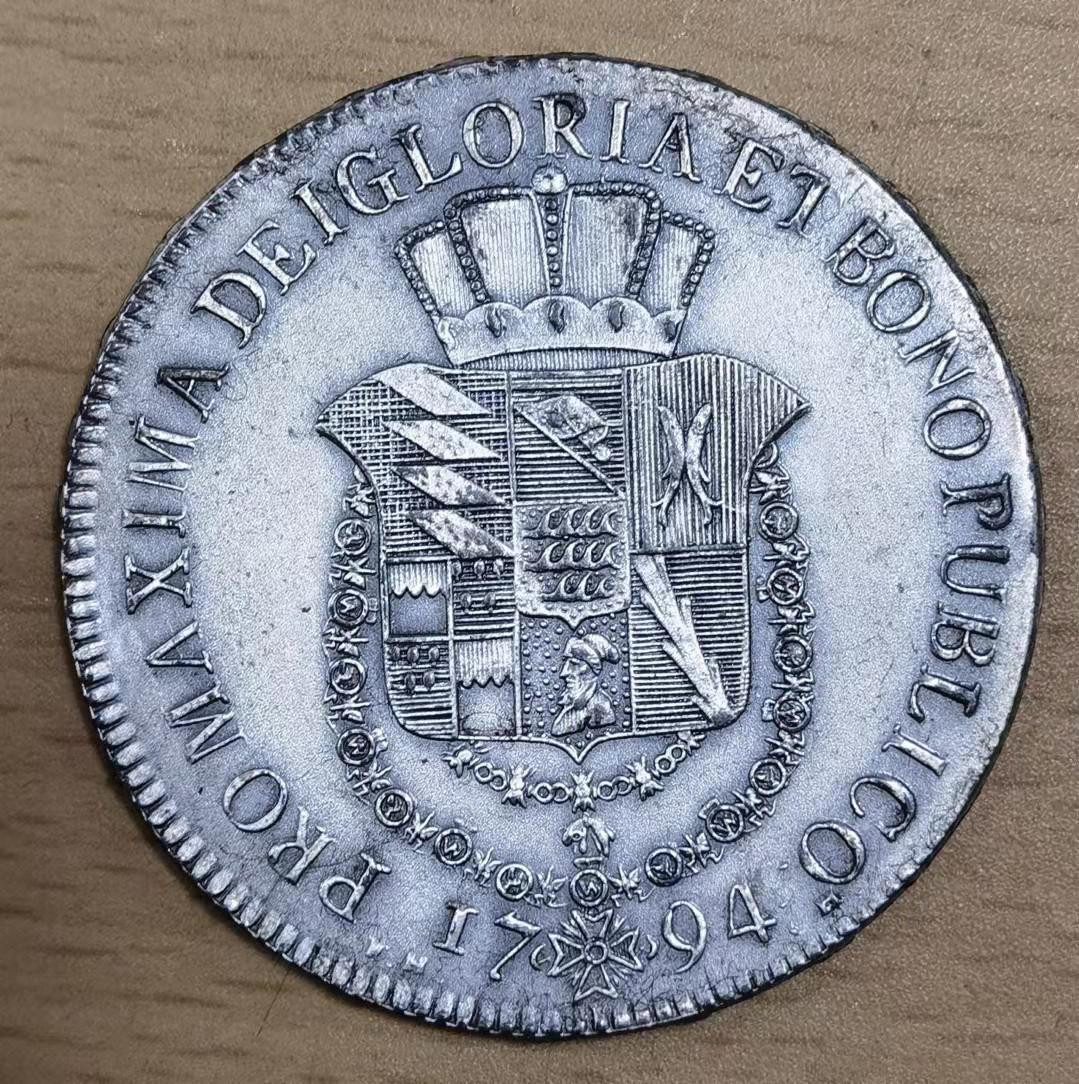 PRO MAXIMA DEI GLORIA ET BONO PUBLICO.
1794